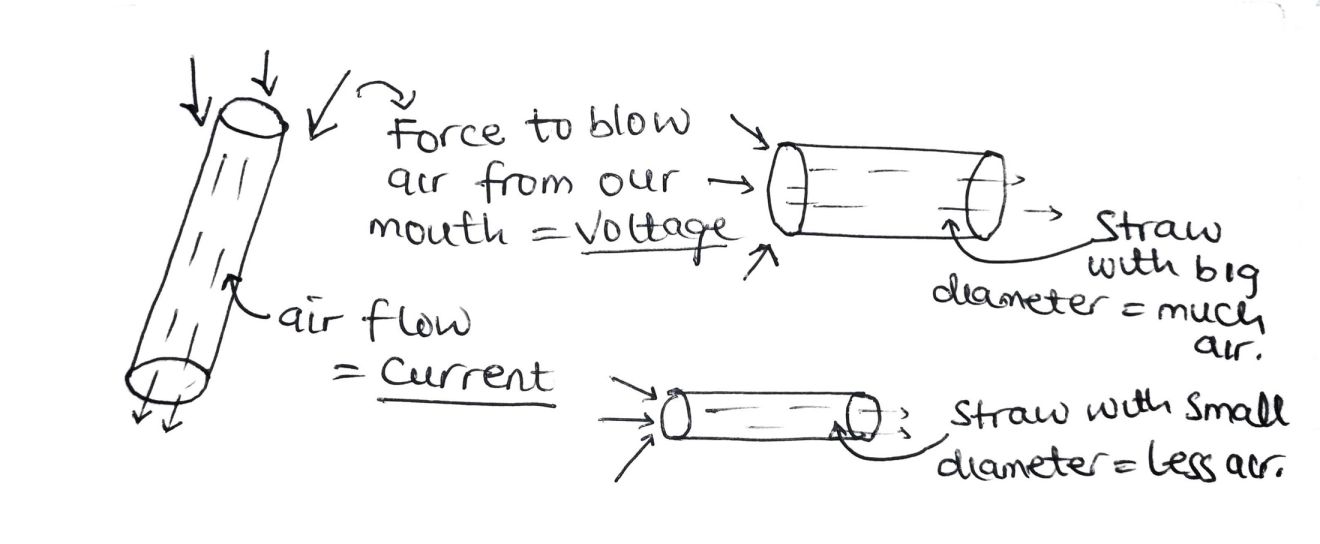 Force to blow
air from our
mouth = Voltage
air flow
= Current
Straw
with big
diameter = much
air.
Straw with Small
diameter = Less air.